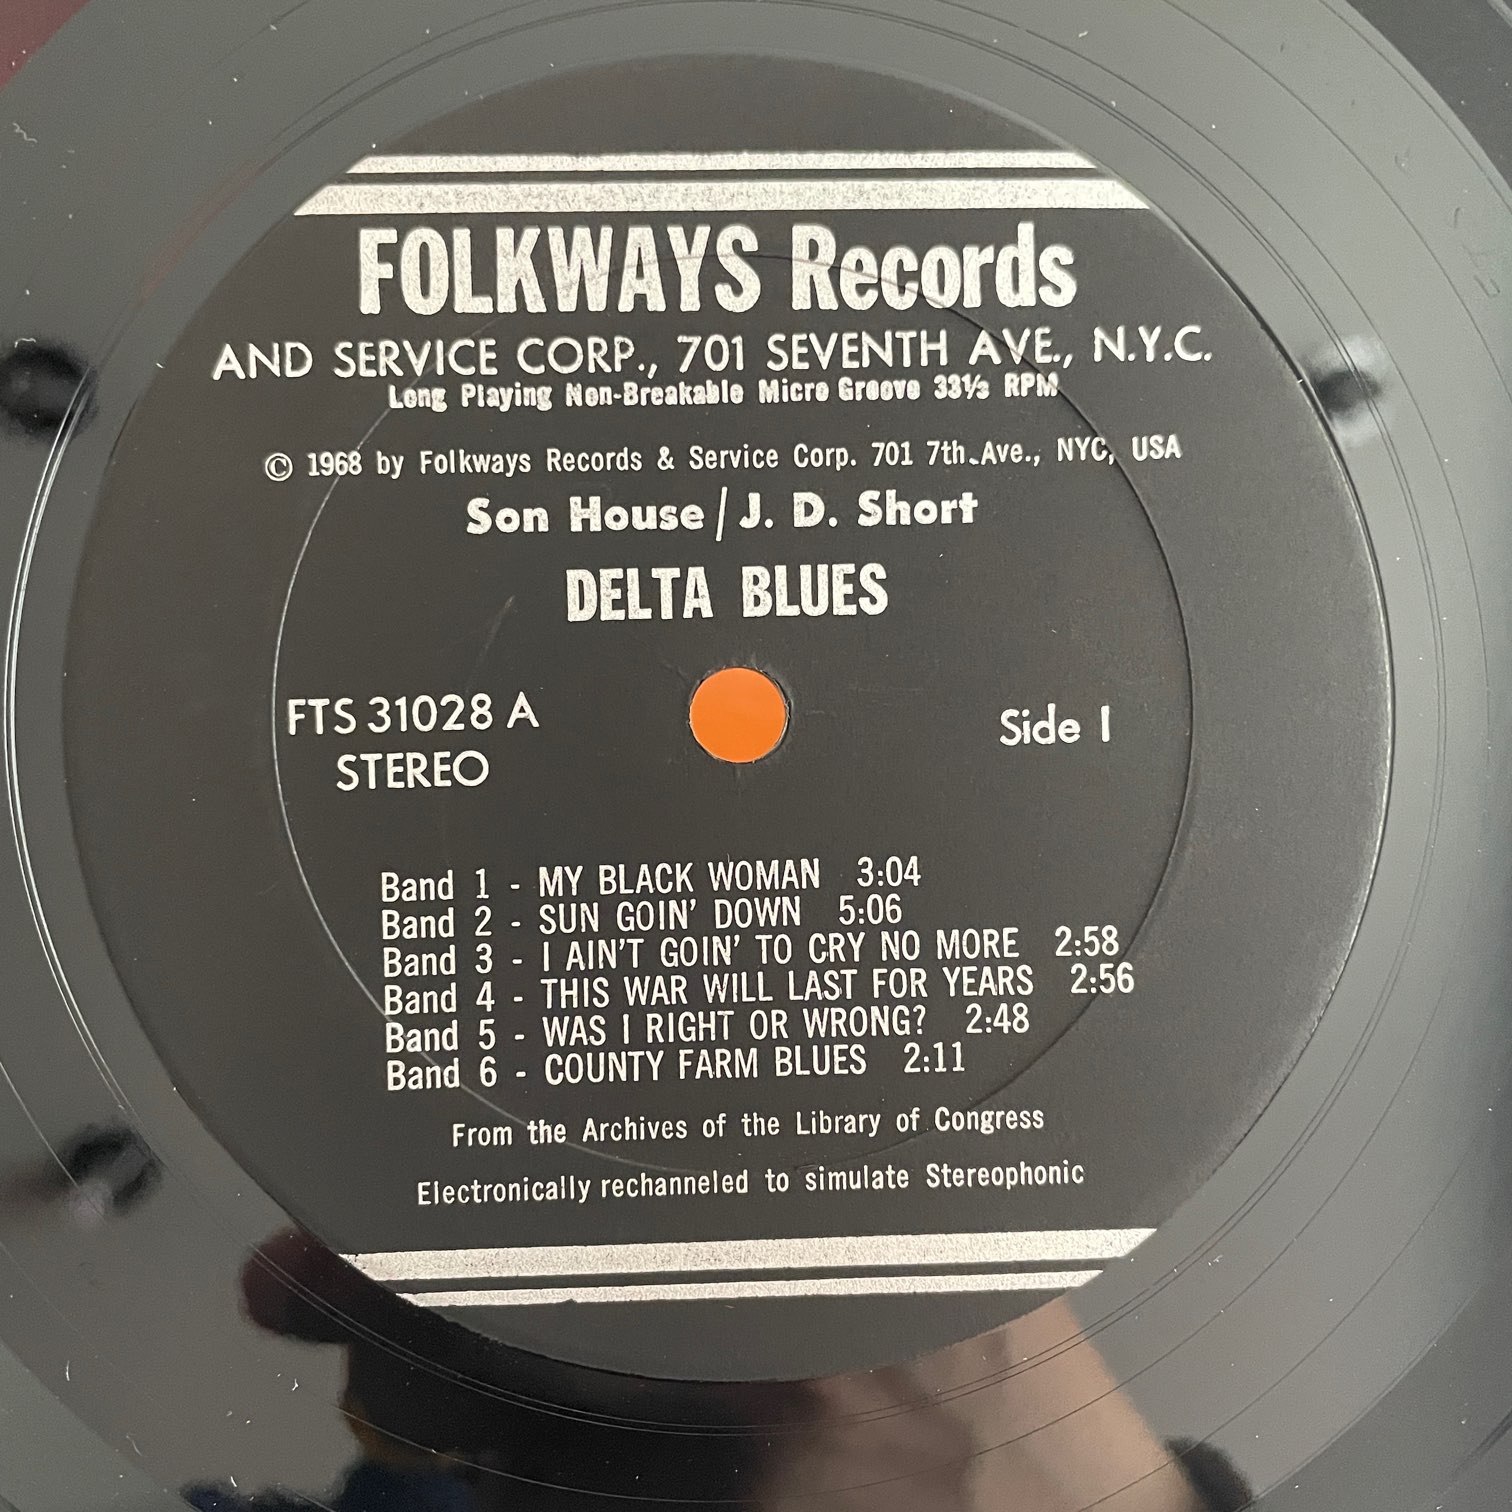 FOLKWAYS Records
AND SERVICE CORP., 701 SEVENTH AVE., N.Y.C.
Long Playing Non-Breakable Micro Groove 33⅓ RPM
© 1968 by Folkways Records & Service Corp. 701 7th Ave., NYC, USA
Son House/J. D. Short
DELTA BLUES
FTS 31028 A
STEREO
Side 1
Band 1 - MY BLACK WOMAN 3:04
Band 2 - SUN GOIN' DOWN 5:06
Band 3 - I AIN'T GOIN' TO CRY NO MORE 2:58
Band 4 - THIS WAR WILL LAST FOR YEARS 2:56
Band 5 - WAS I RIGHT OR WRONG? 2:48
Band 6 - COUNTY FARM BLUES 2:11
From the Archives of the Library of Congress
Electronically rechanneled to simulate Stereophonic